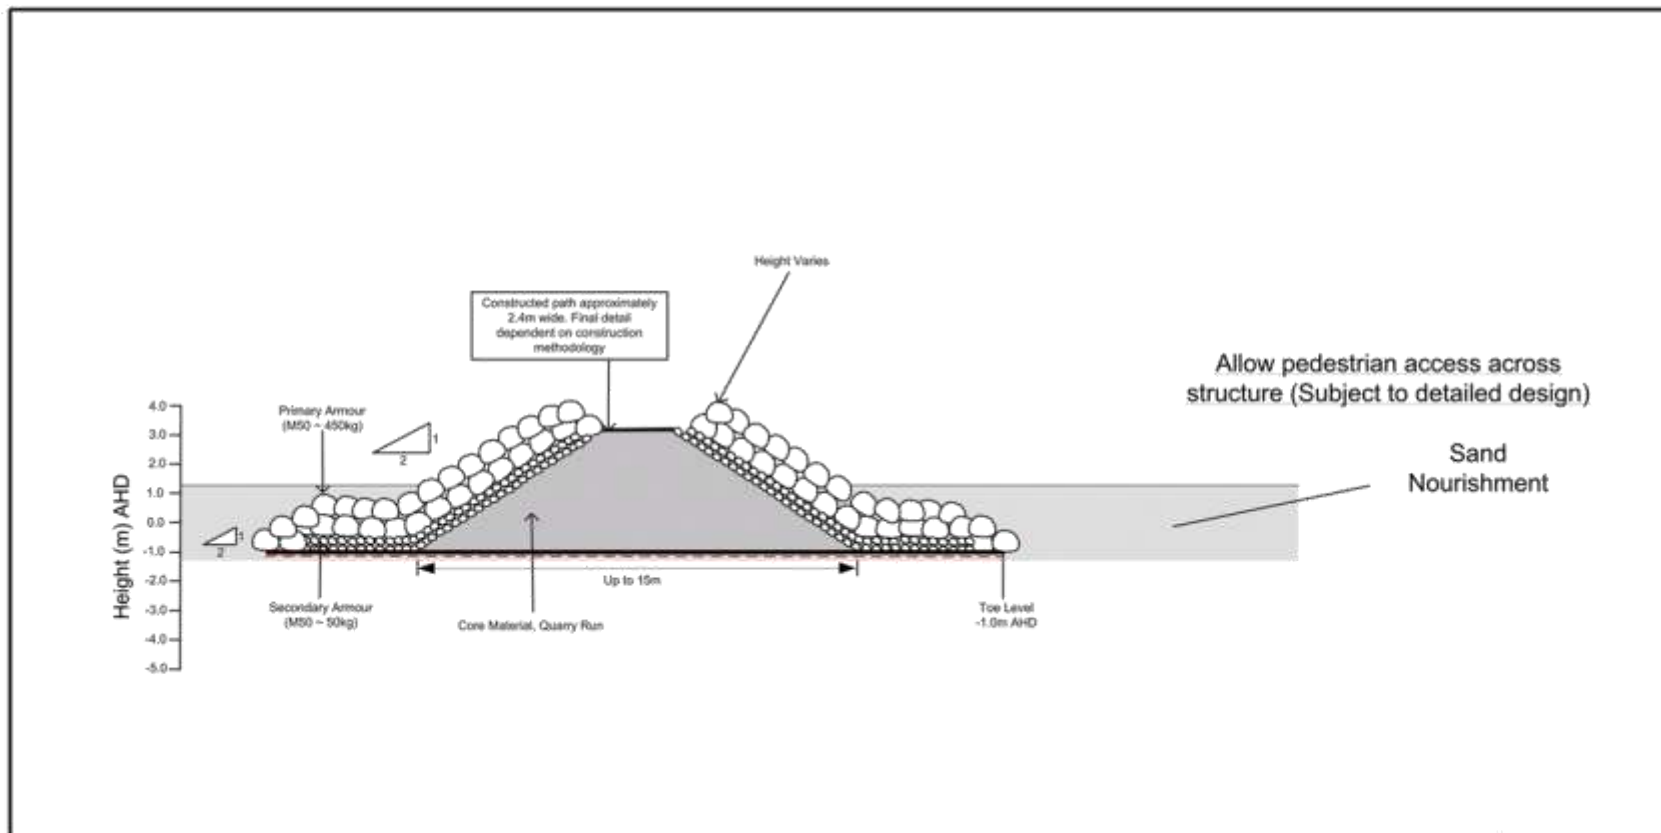 Height Varies
Constructed path approximately
2.4m wide. Final detail
dependent on construction
methodology
Allow pedestrian access across
structure (Subject to detailed design)
Sand
Nourishment
Primary Armour
(M50 ~ 450kg)
1
2
1
2
Height (m) AHD
4.0
3.0
2.0
1.0
0.0
-1.0
-2.0
-3.0
-4.0
-5.0
Up to 15m
Secondary Armour
(M50 ~ 50kg)
Core Material, Quarry Run
Toe Level
-1.0m AHD